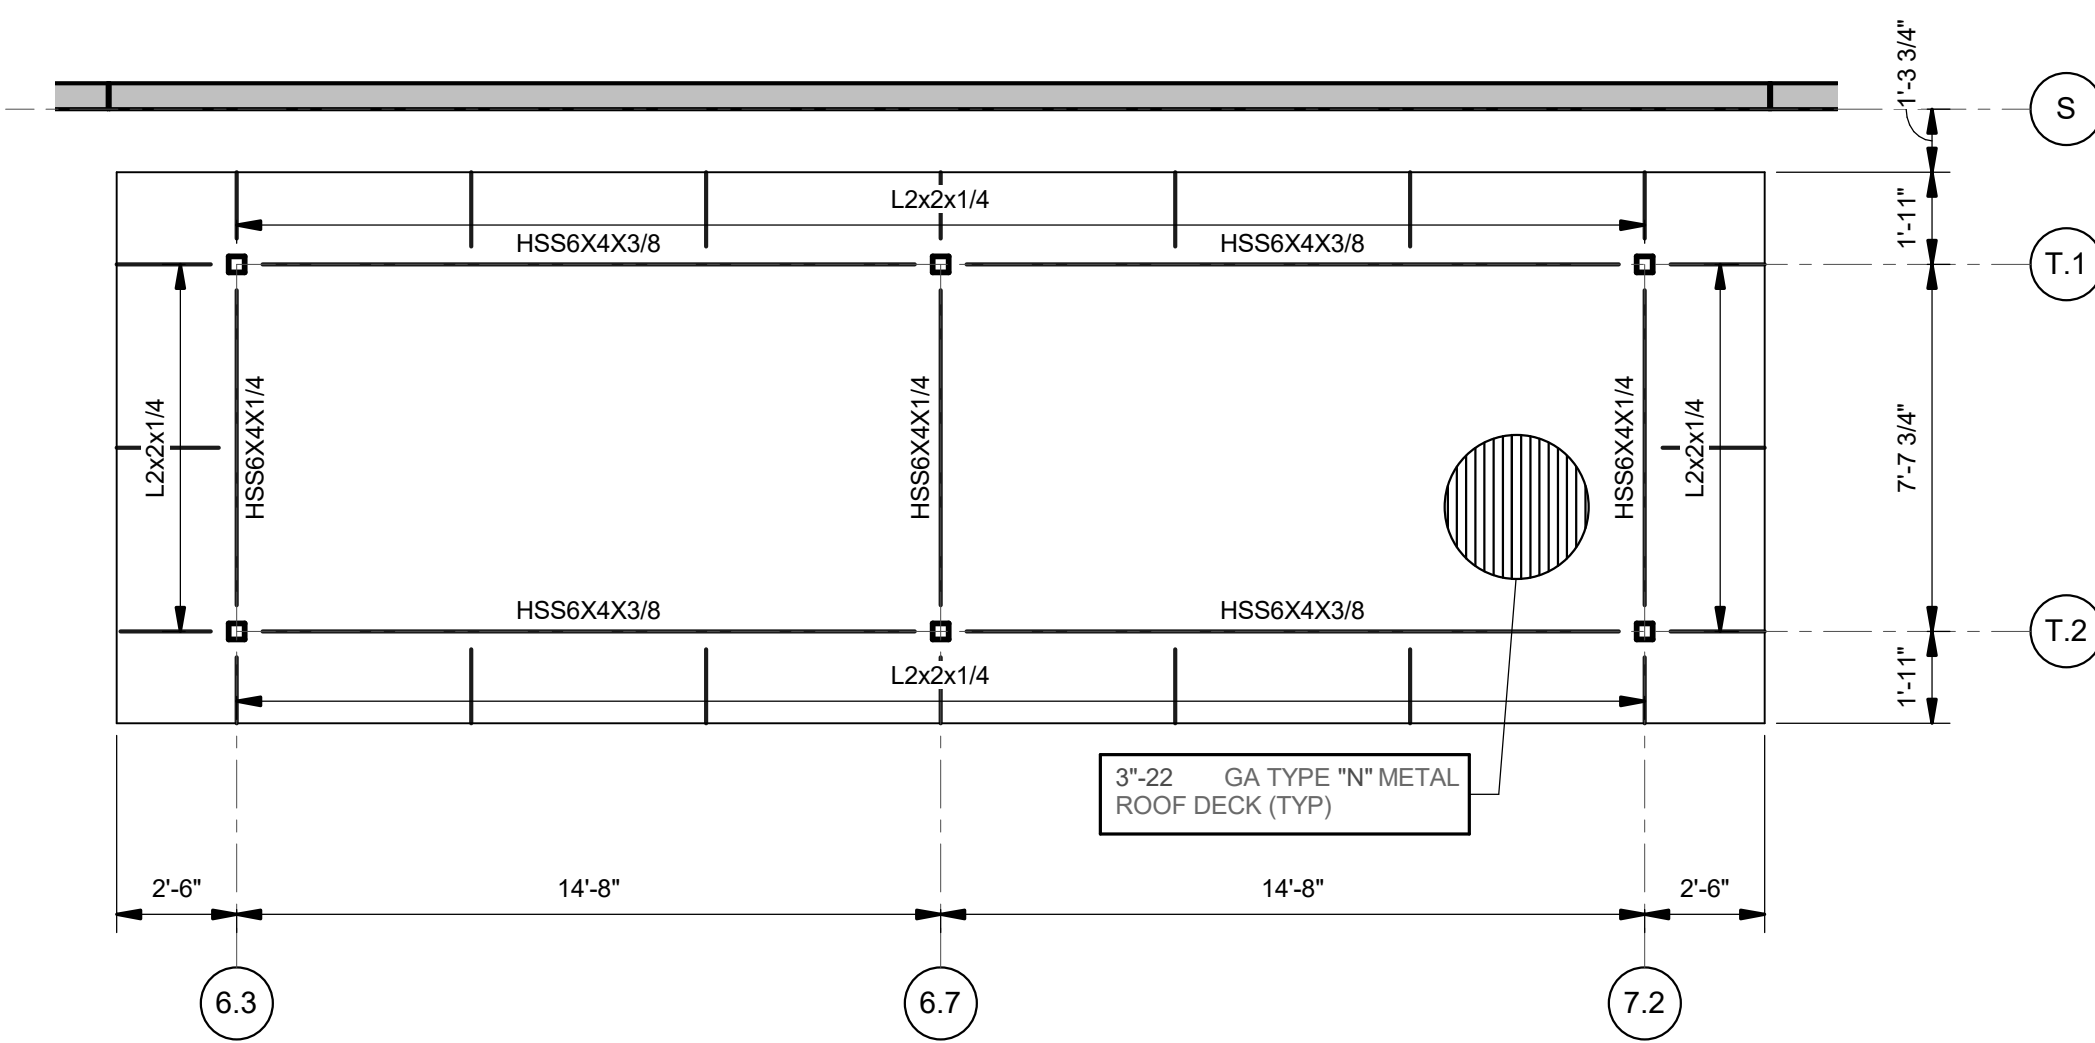 1'-3 3/4"
S
L2x2x1/4
1'-11"
HSS6X4X3/8
HSS6X4X3/8
T.1
L2x2x1/4
HSS6X4X1/4
HSS6X4X1/4
HSS6X4X1/4
L2x2x1/4
7'-7 3/4"
HSS6X4X3/8
HSS6X4X3/8
T.2
L2x2x1/4
1'-11"
3"-22 GA TYPE "N" METAL
ROOF DECK (TYP)
2'-6"
14'-8"
14'-8"
2'-6"
6.3
6.7
7.2